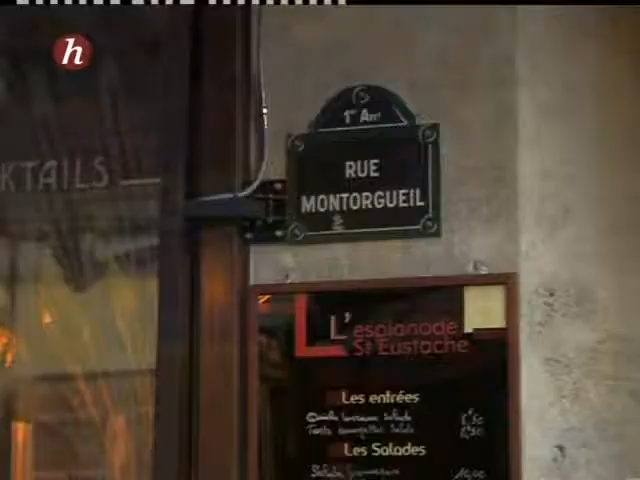 h
1er Arrt
RUE
MONTORGUEIL
KTAILS
L'esplanade
St Eustache
Les entrées
Les Salades